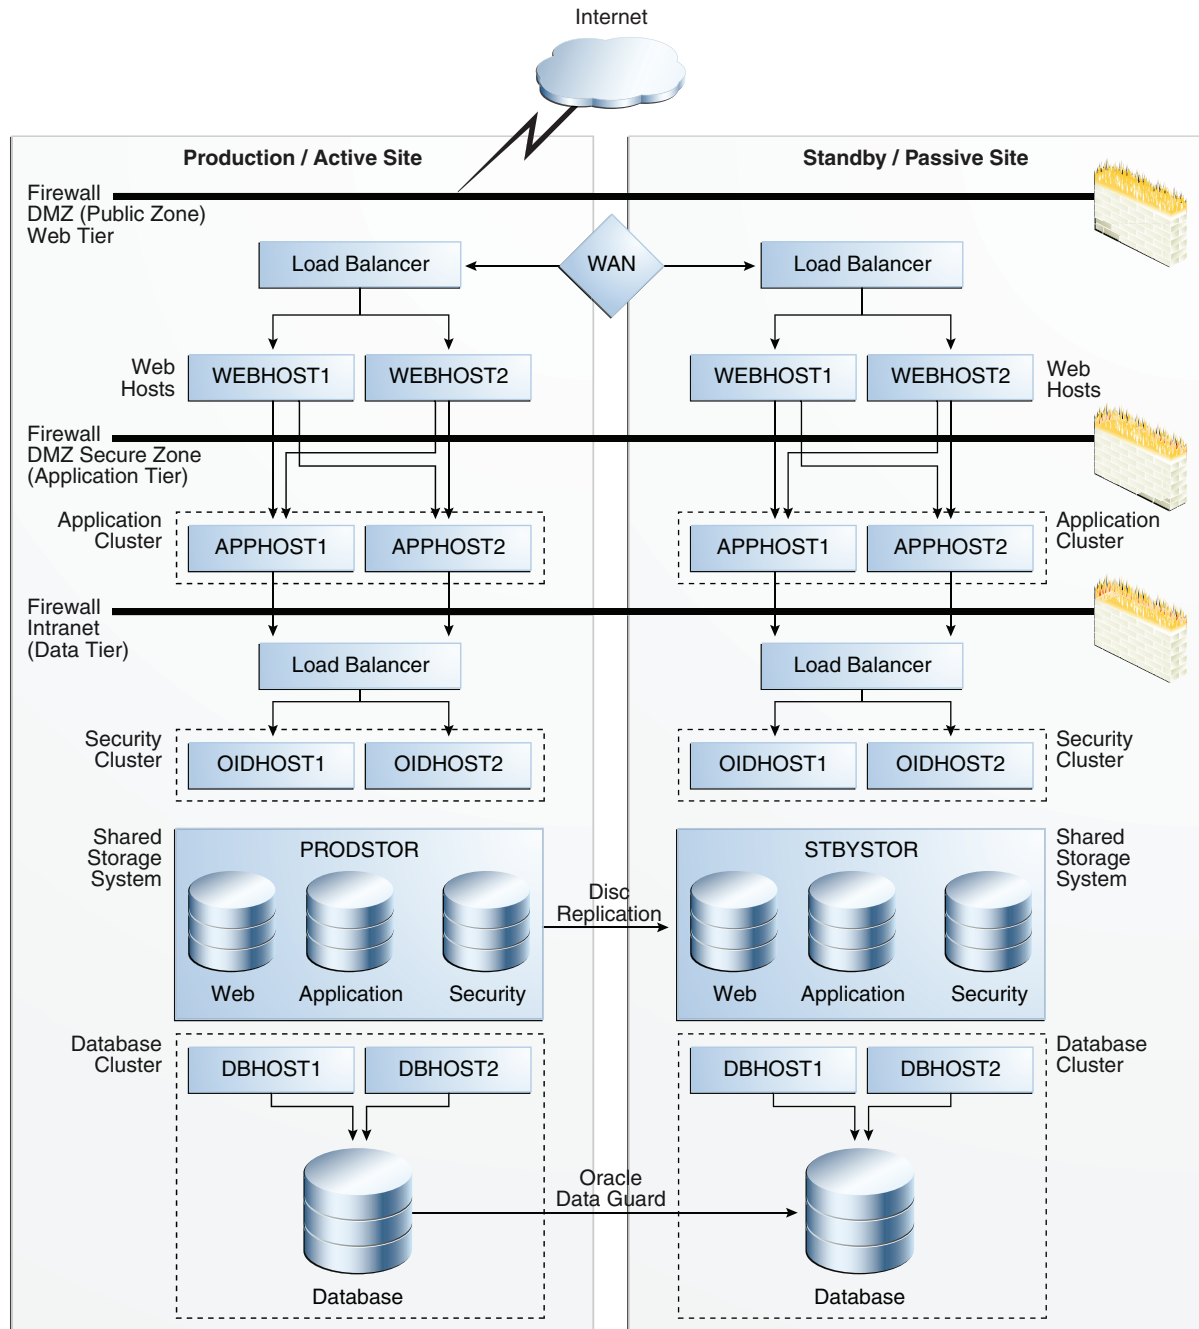 Internet
Production / Active Site
Standby / Passive Site
Firewall
DMZ (Public Zone)
Web Tier
Load Balancer
WAN
Load Balancer
Web
Hosts
WEBHOST1
WEBHOST2
WEBHOST1
WEBHOST2
Web
Hosts
Firewall
DMZ Secure Zone
(Application Tier)
Application
Cluster
APPHOST1
APPHOST2
APPHOST1
APPHOST2
Application
Cluster
Firewall
Intranet
(Data Tier)
Load Balancer
Load Balancer
Security
Cluster
OIDHOST1
OIDHOST2
OIDHOST1
OIDHOST2
Security
Cluster
Shared
Storage
System
PRODSTOR
Web
Application
Security
Disc
Replication
STBYSTOR
Web
Application
Security
Shared
Storage
System
Database
Cluster
DBHOST1
DBHOST2
DBHOST1
DBHOST2
Database
Cluster
Oracle
Data Guard
Database
Database